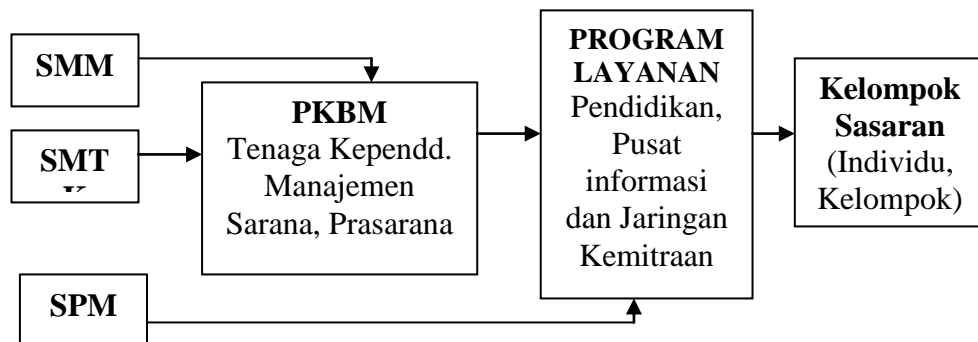 SMM
SMT
PKBM
Tenaga Kependd.
Manajemen
Sarana, Prasarana
SPM
PROGRAM
LAYANAN
Pendidikan,
Pusat
informasi
dan Jaringan
Kemitraan
Kelompok
Sasaran
(Individu,
Kelompok)